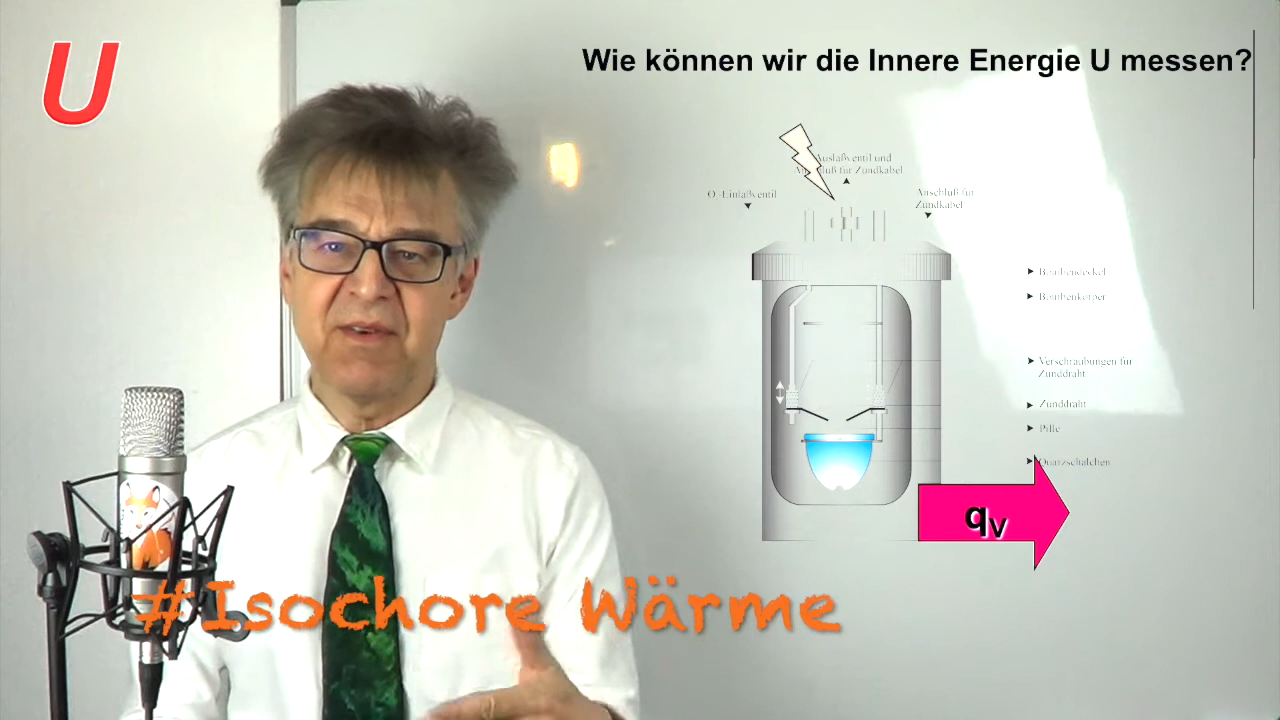 U
Wie können wir die Innere Energie U messen?
Auslaßventil und
Anschluß für Zündkabel
O₂-Einlaßventil
Anschluß für
Zündkabel
Bombendeckel
Bombenkörper
Verschraubungen für
Zünddraht
Zünddraht
Pille
Quarzschälchen
qV
#Isochore Wärme